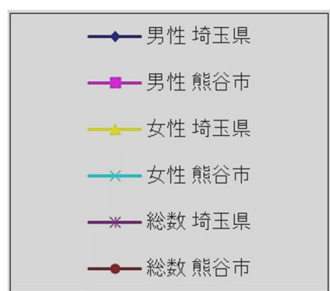 男性 埼玉県
男性 熊谷市
女性 埼玉県
女性 熊谷市
総数 埼玉県
総数 熊谷市